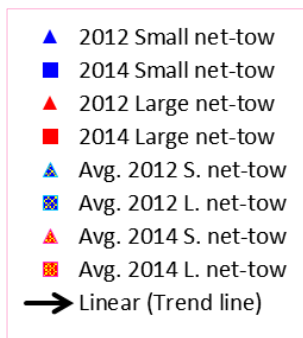 2012 Small net-tow
2014 Small net-tow
2012 Large net-tow
2014 Large net-tow
Avg. 2012 S. net-tow
Avg. 2012 L. net-tow
Avg. 2014 S. net-tow
Avg. 2014 L. net-tow
Linear (Trend line)